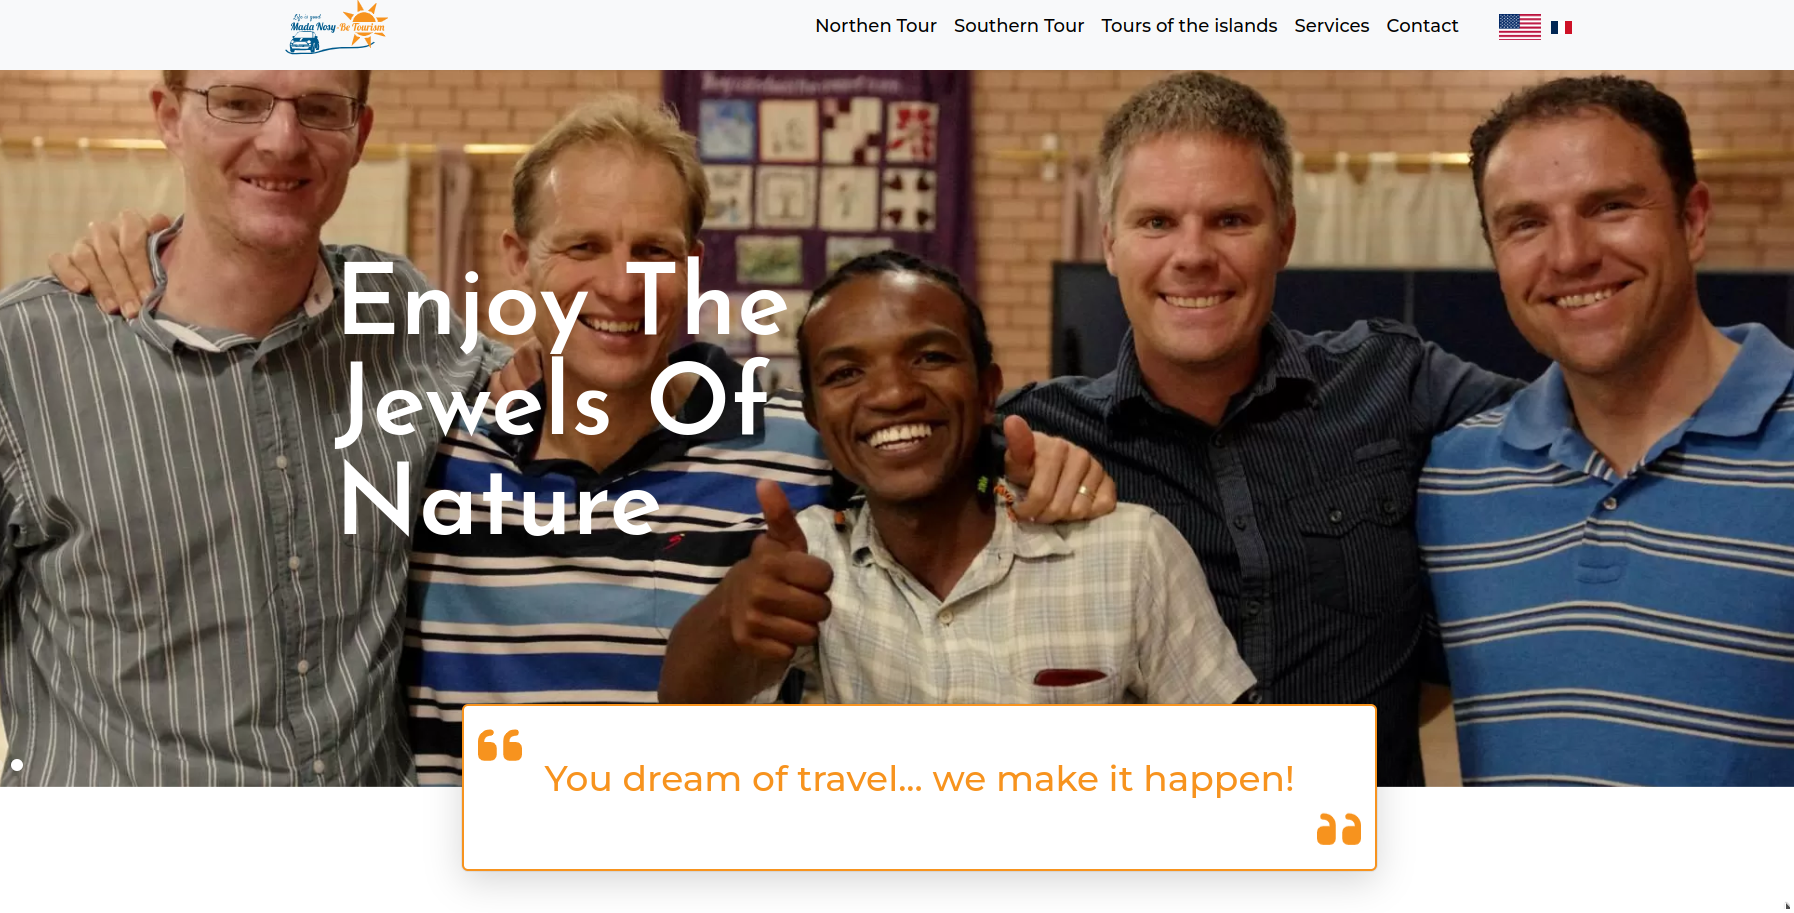 Life is good
Mada Nosy-Be Tourism
Northen Tour Southern Tour Tours of the islands Services Contact
Enjoy The
Jewels Of
Nature
“
You dream of travel... we make it happen!
”